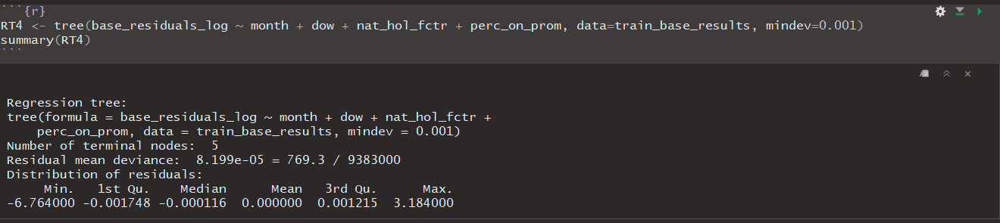 ```{r}
RT4 <- tree(base_residuals_log ~ month + dow + nat_hol_fctr + perc_on_prom, data=train_base_results, mindev=0.001)
summary(RT4)
```
Regression tree:
tree(formula = base_residuals_log ~ month + dow + nat_hol_fctr +
    perc_on_prom, data = train_base_results, mindev = 0.001)
Number of terminal nodes:  5
Residual mean deviance:  8.199e-05 = 769.3 / 9383000
Distribution of residuals:
     Min.   1st Qu.    Median      Mean   3rd Qu.      Max.
-6.764000 -0.001748 -0.000116  0.000000  0.001215  3.184000